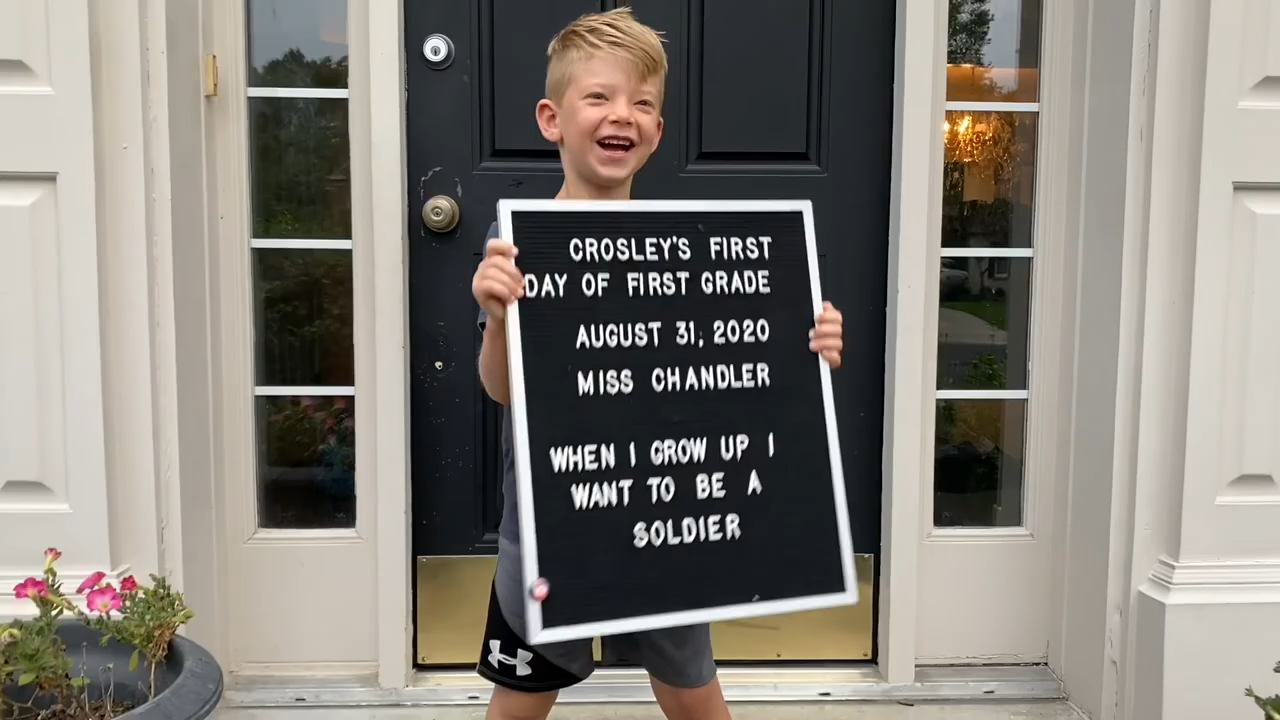 CROSLEY'S FIRST
DAY OF FIRST GRADE
AUGUST 31, 2020
MISS CHANDLER
WHEN I GROW UP I
WANT TO BE A
SOLDIER